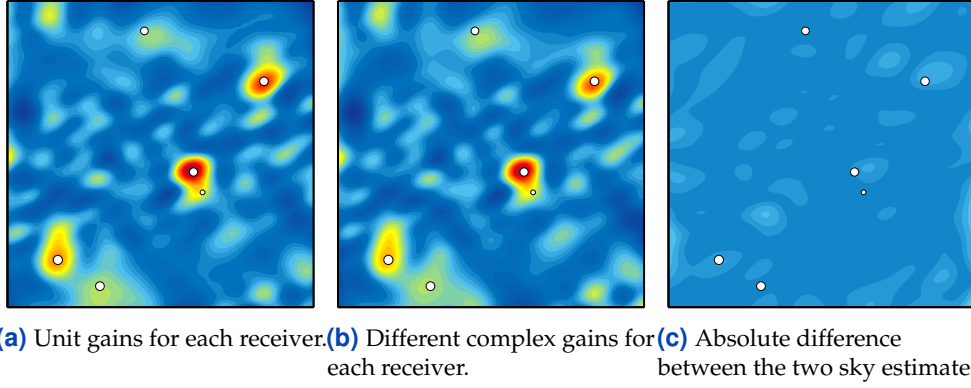 (a) Unit gains for each receiver.
(b) Different complex gains for
each receiver.
(c) Absolute difference
between the two sky estimate